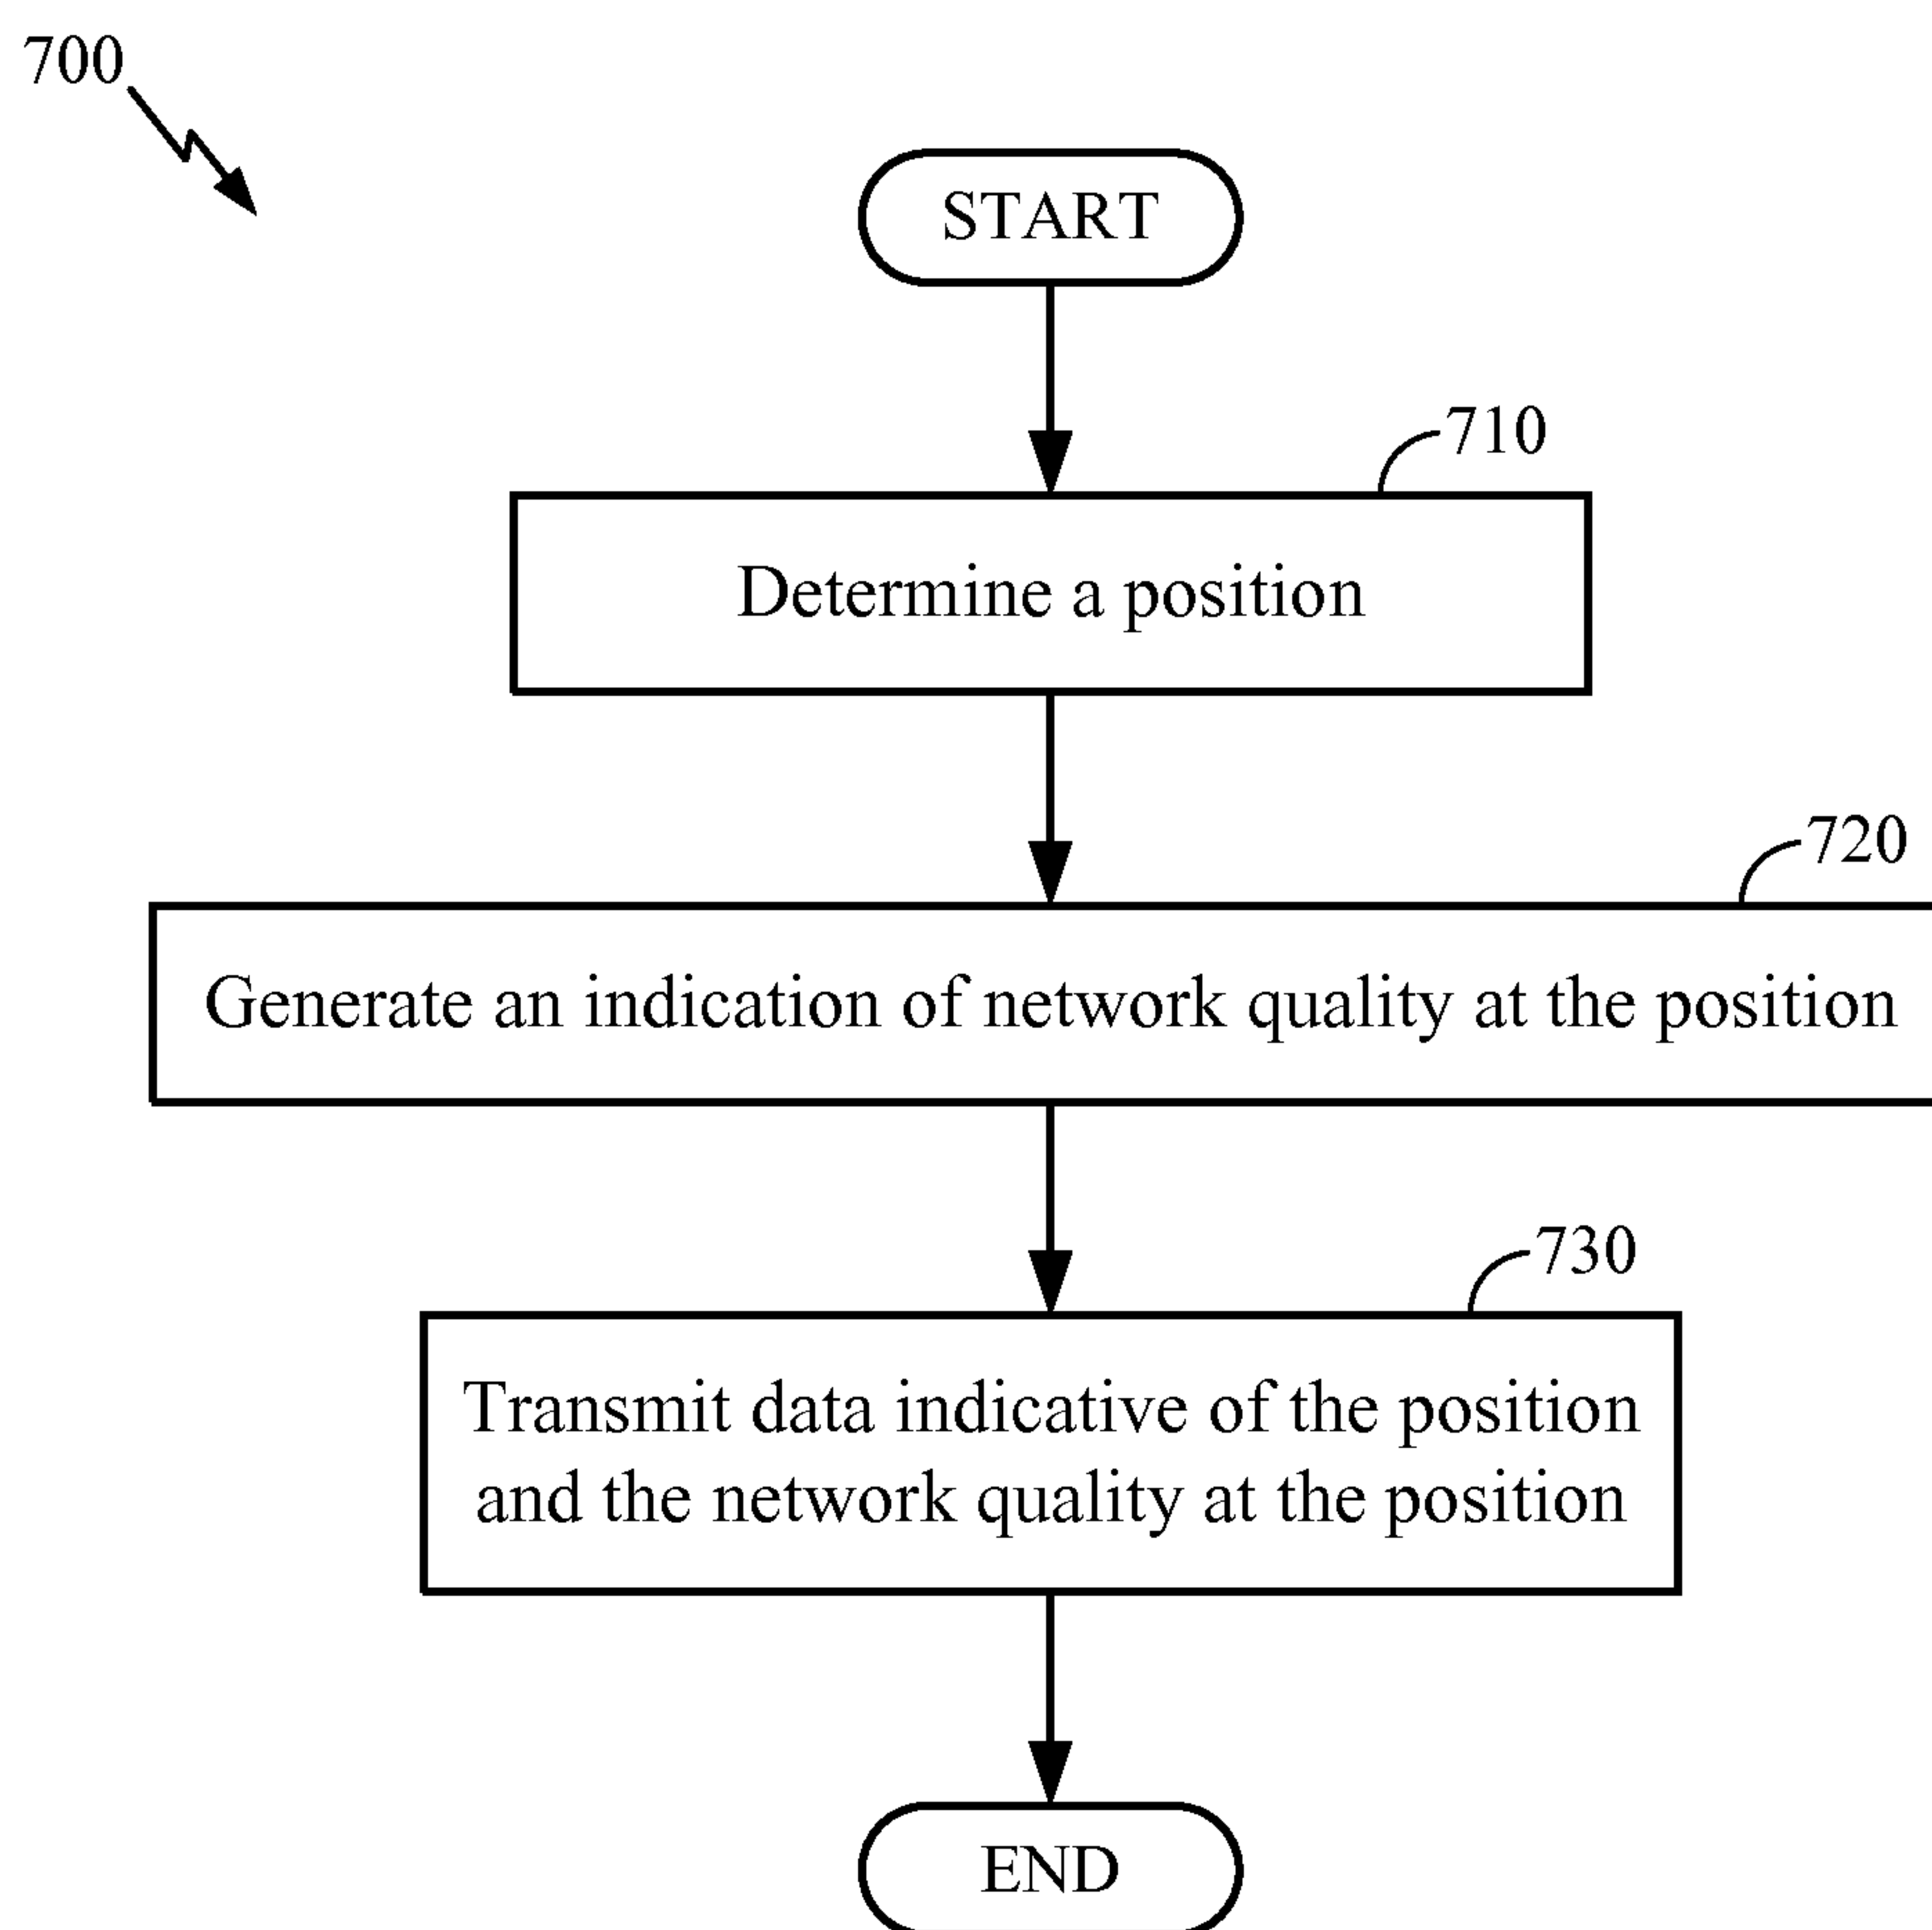 700
START
710
Determine a position
720
Generate an indication of network quality at the position
730
Transmit data indicative of the position
and the network quality at the position
END